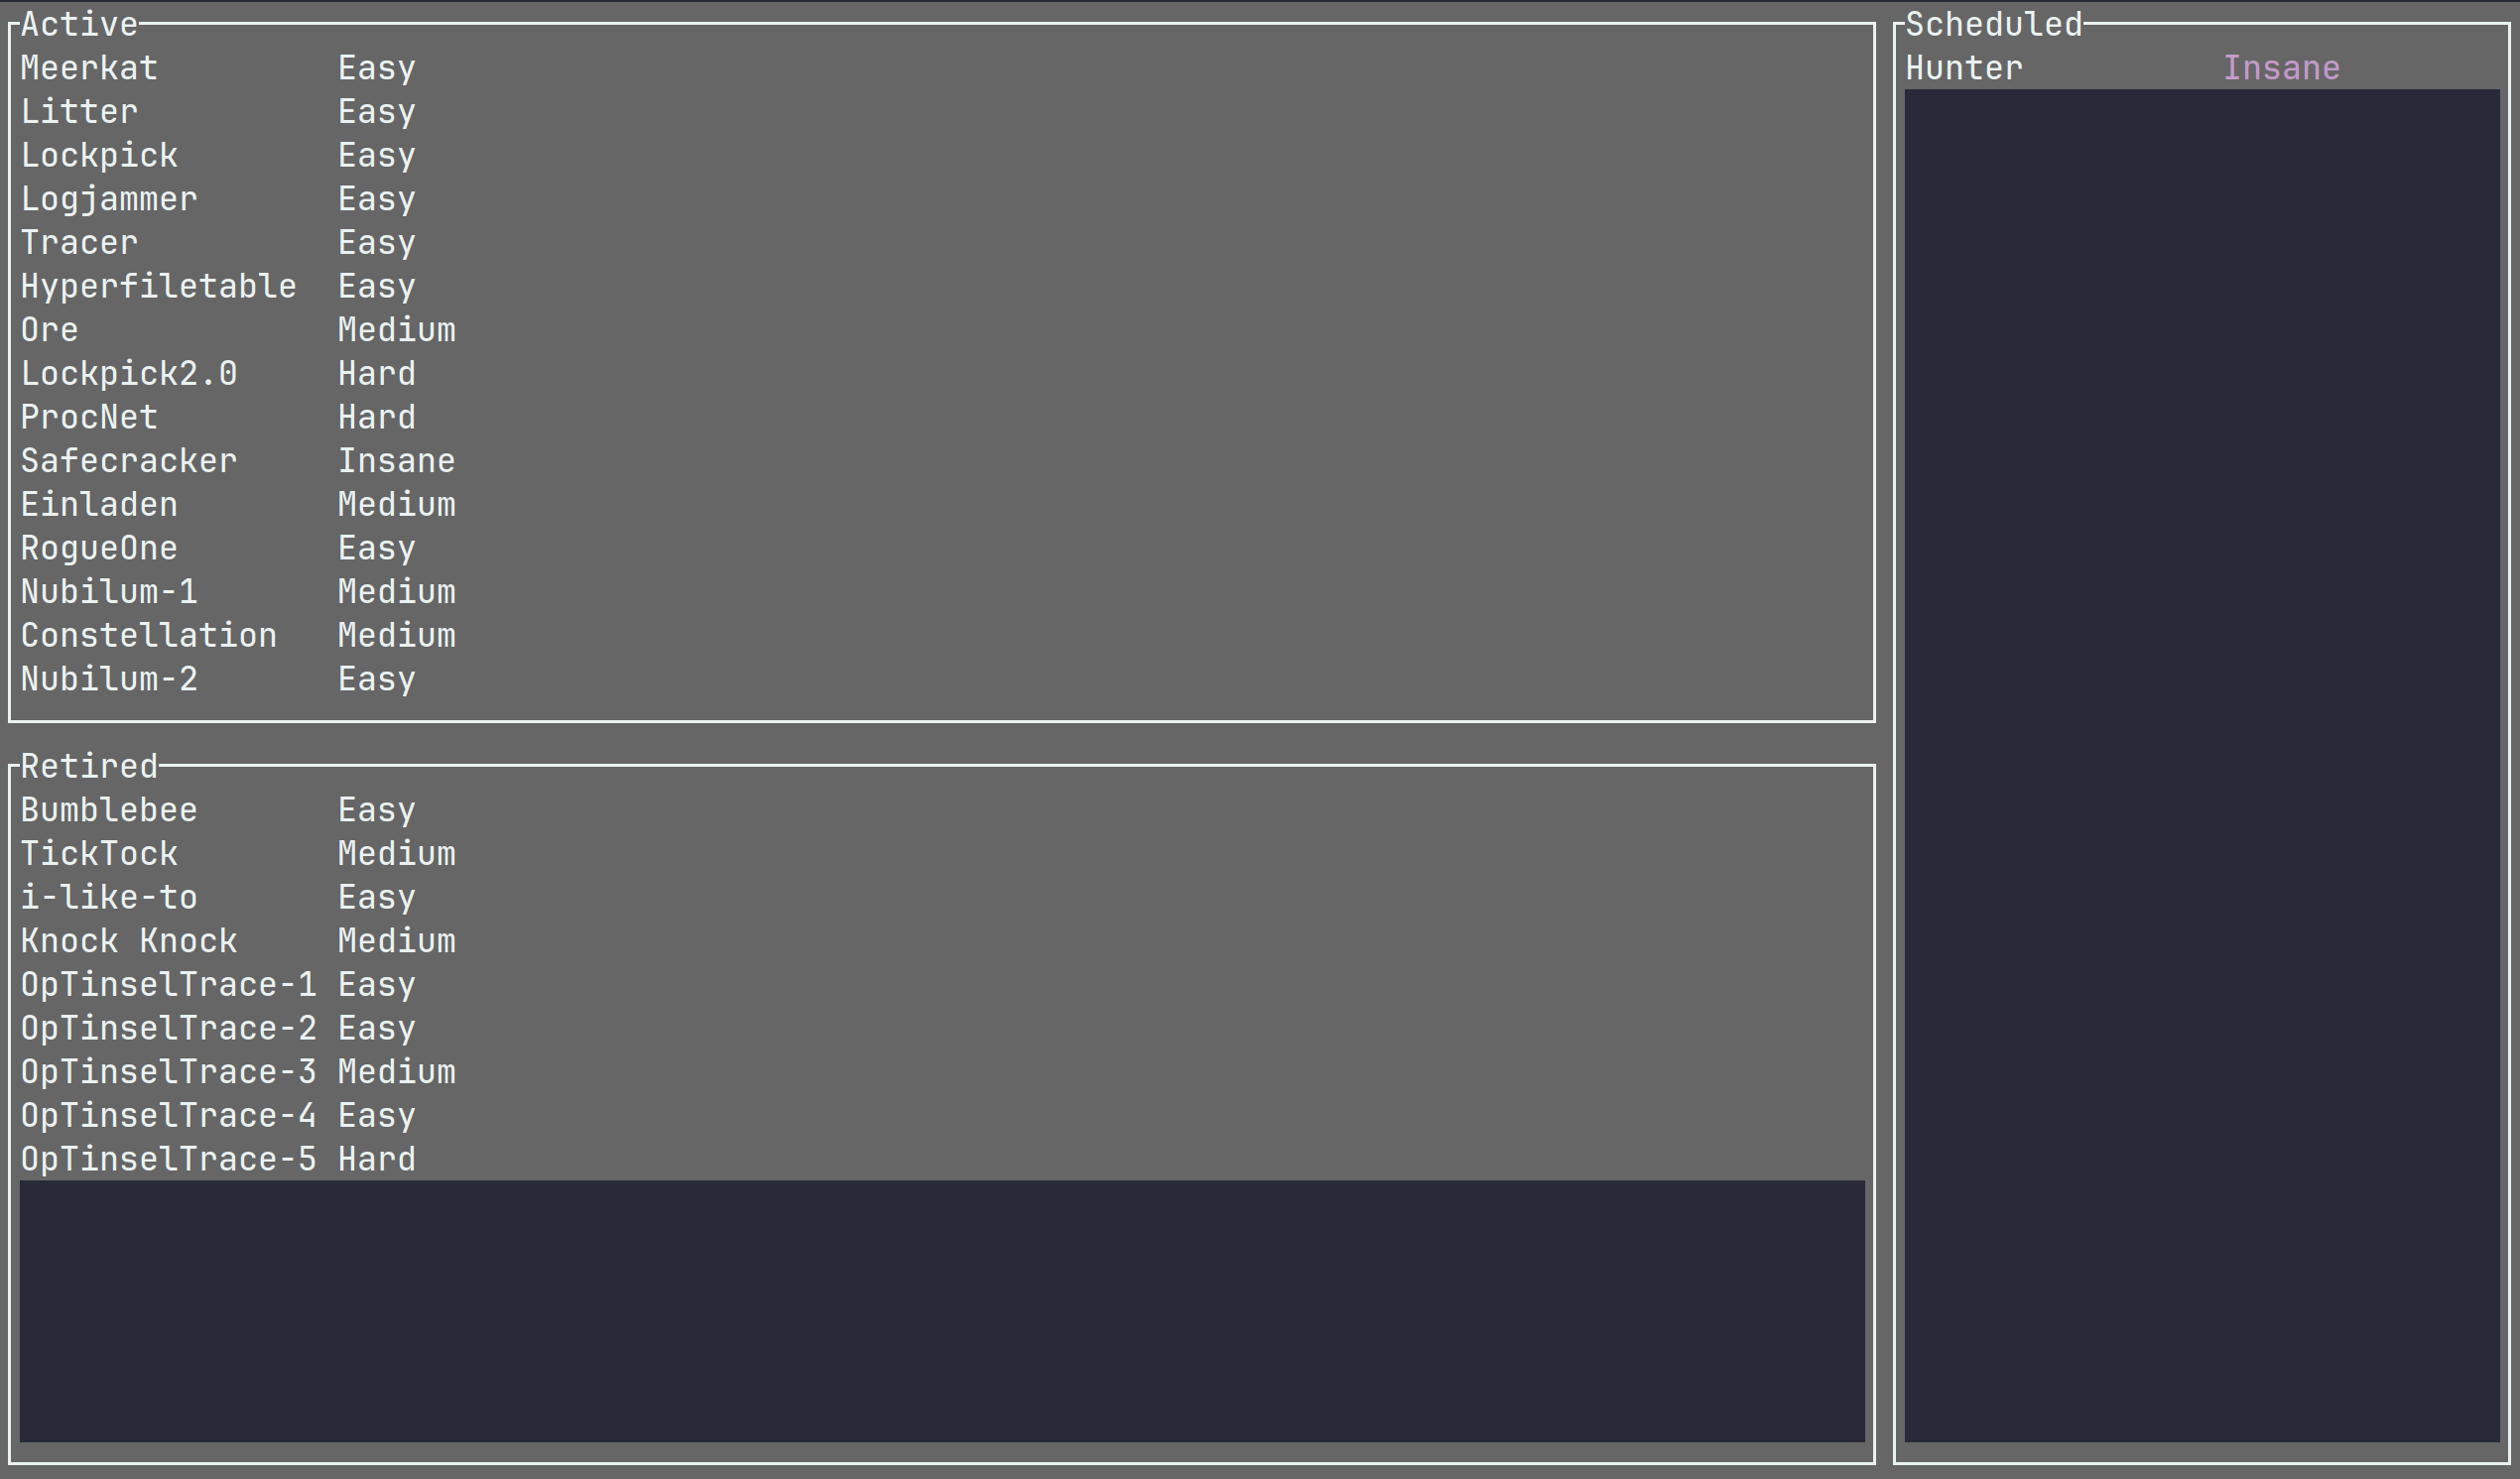 Active
Meerkat Easy
Litter Easy
Lockpick Easy
Logjammer Easy
Tracer Easy
Hyperfiletable Easy
Ore Medium
Lockpick2.0 Hard
ProcNet Hard
Safecracker Insane
Einladen Medium
RogueOne Easy
Nubilum-1 Medium
Constellation Medium
Nubilum-2 Easy
Retired
Bumblebee Easy
TickTock Medium
i-like-to Easy
Knock Knock Medium
OpTinselTrace-1 Easy
OpTinselTrace-2 Easy
OpTinselTrace-3 Medium
OpTinselTrace-4 Easy
OpTinselTrace-5 Hard
Scheduled
Hunter Insane